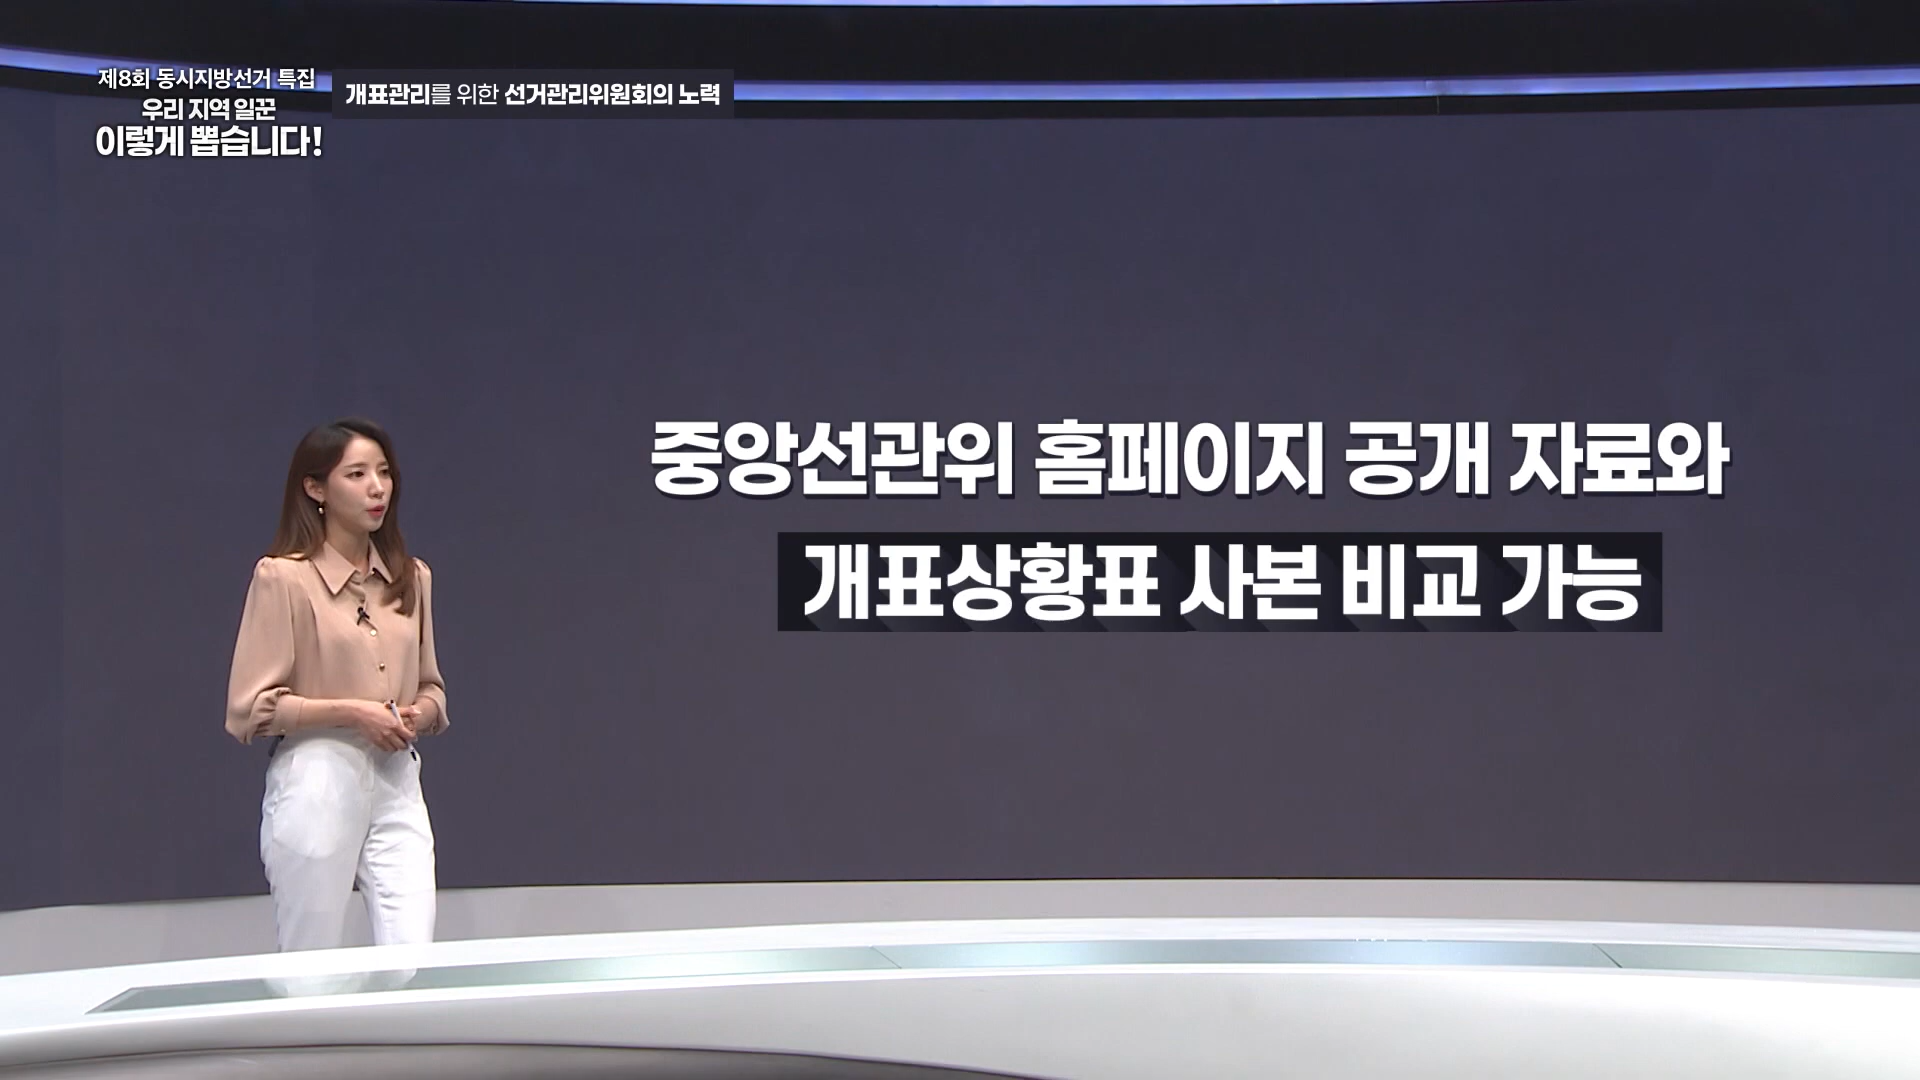 제8회 동시지방선거 특집
우리 지역 일꾼
이렇게 뽑습니다!
개표관리를 위한 선거관리위원회의 노력
중앙선관위 홈페이지 공개 자료와
개표상황표 사본 비교 가능